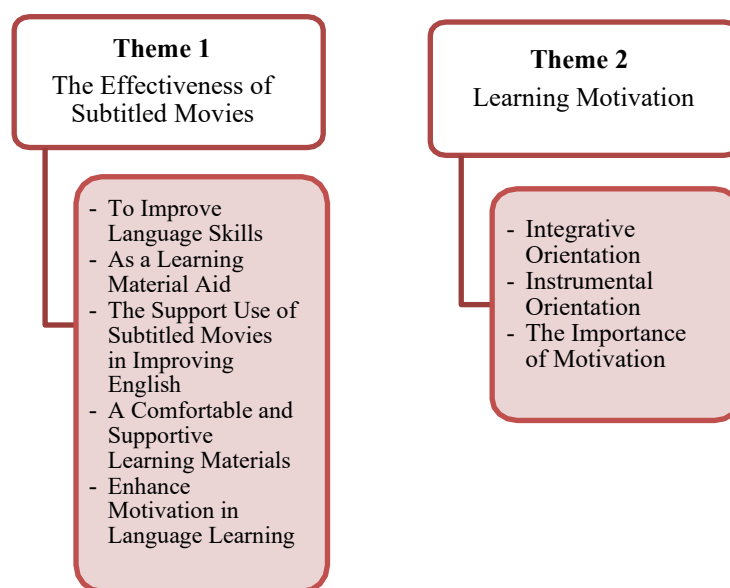 Theme 1
The Effectiveness of
Subtitled Movies
- To Improve
Language Skills
- As a Learning
Material Aid
- The Support Use of
Subtitled Movies
in Improving
English
- A Comfortable and
Supportive
Learning Materials
- Enhance
Motivation in
Language Learning
Theme 2
Learning Motivation
- Integrative
Orientation
- Instrumental
Orientation
- The Importance
of Motivation